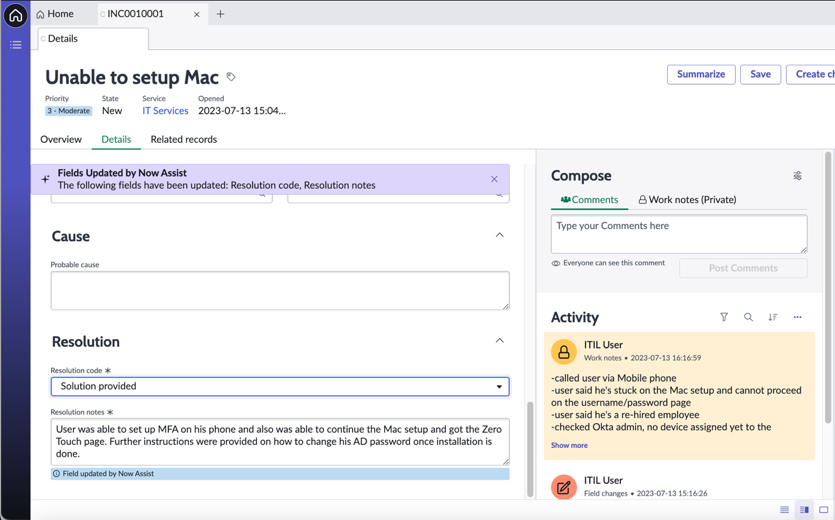 Home
INC0010001
Details
Unable to setup Mac
Priority
State
Service
Opened
3 - Moderate
New
IT Services
2023-07-13 15:04...
Summarize
Save
Create ch
Overview
Details
Related records
Fields Updated by Now Assist
The following fields have been updated: Resolution code, Resolution notes
Cause
Probable cause
Resolution
Resolution code
Solution provided
Resolution notes
User was able to set up MFA on his phone and also was able to continue the Mac setup and got the Zero
Touch page. Further instructions were provided on how to change his AD password once installation is
done.
Field updated by Now Assist
Compose
Comments
Work notes (Private)
Type your Comments here
Everyone can see this comment
Post Comments
Activity
ITIL User
Work notes • 2023-07-13 16:16:59
-called user via Mobile phone
-user said he's stuck on the Mac setup and cannot proceed
on the username/password page
-user said he's a re-hired employee
-checked Okta admin, no device assigned yet to the
Show more
ITIL User
Field changes • 2023-07-13 15:16:26